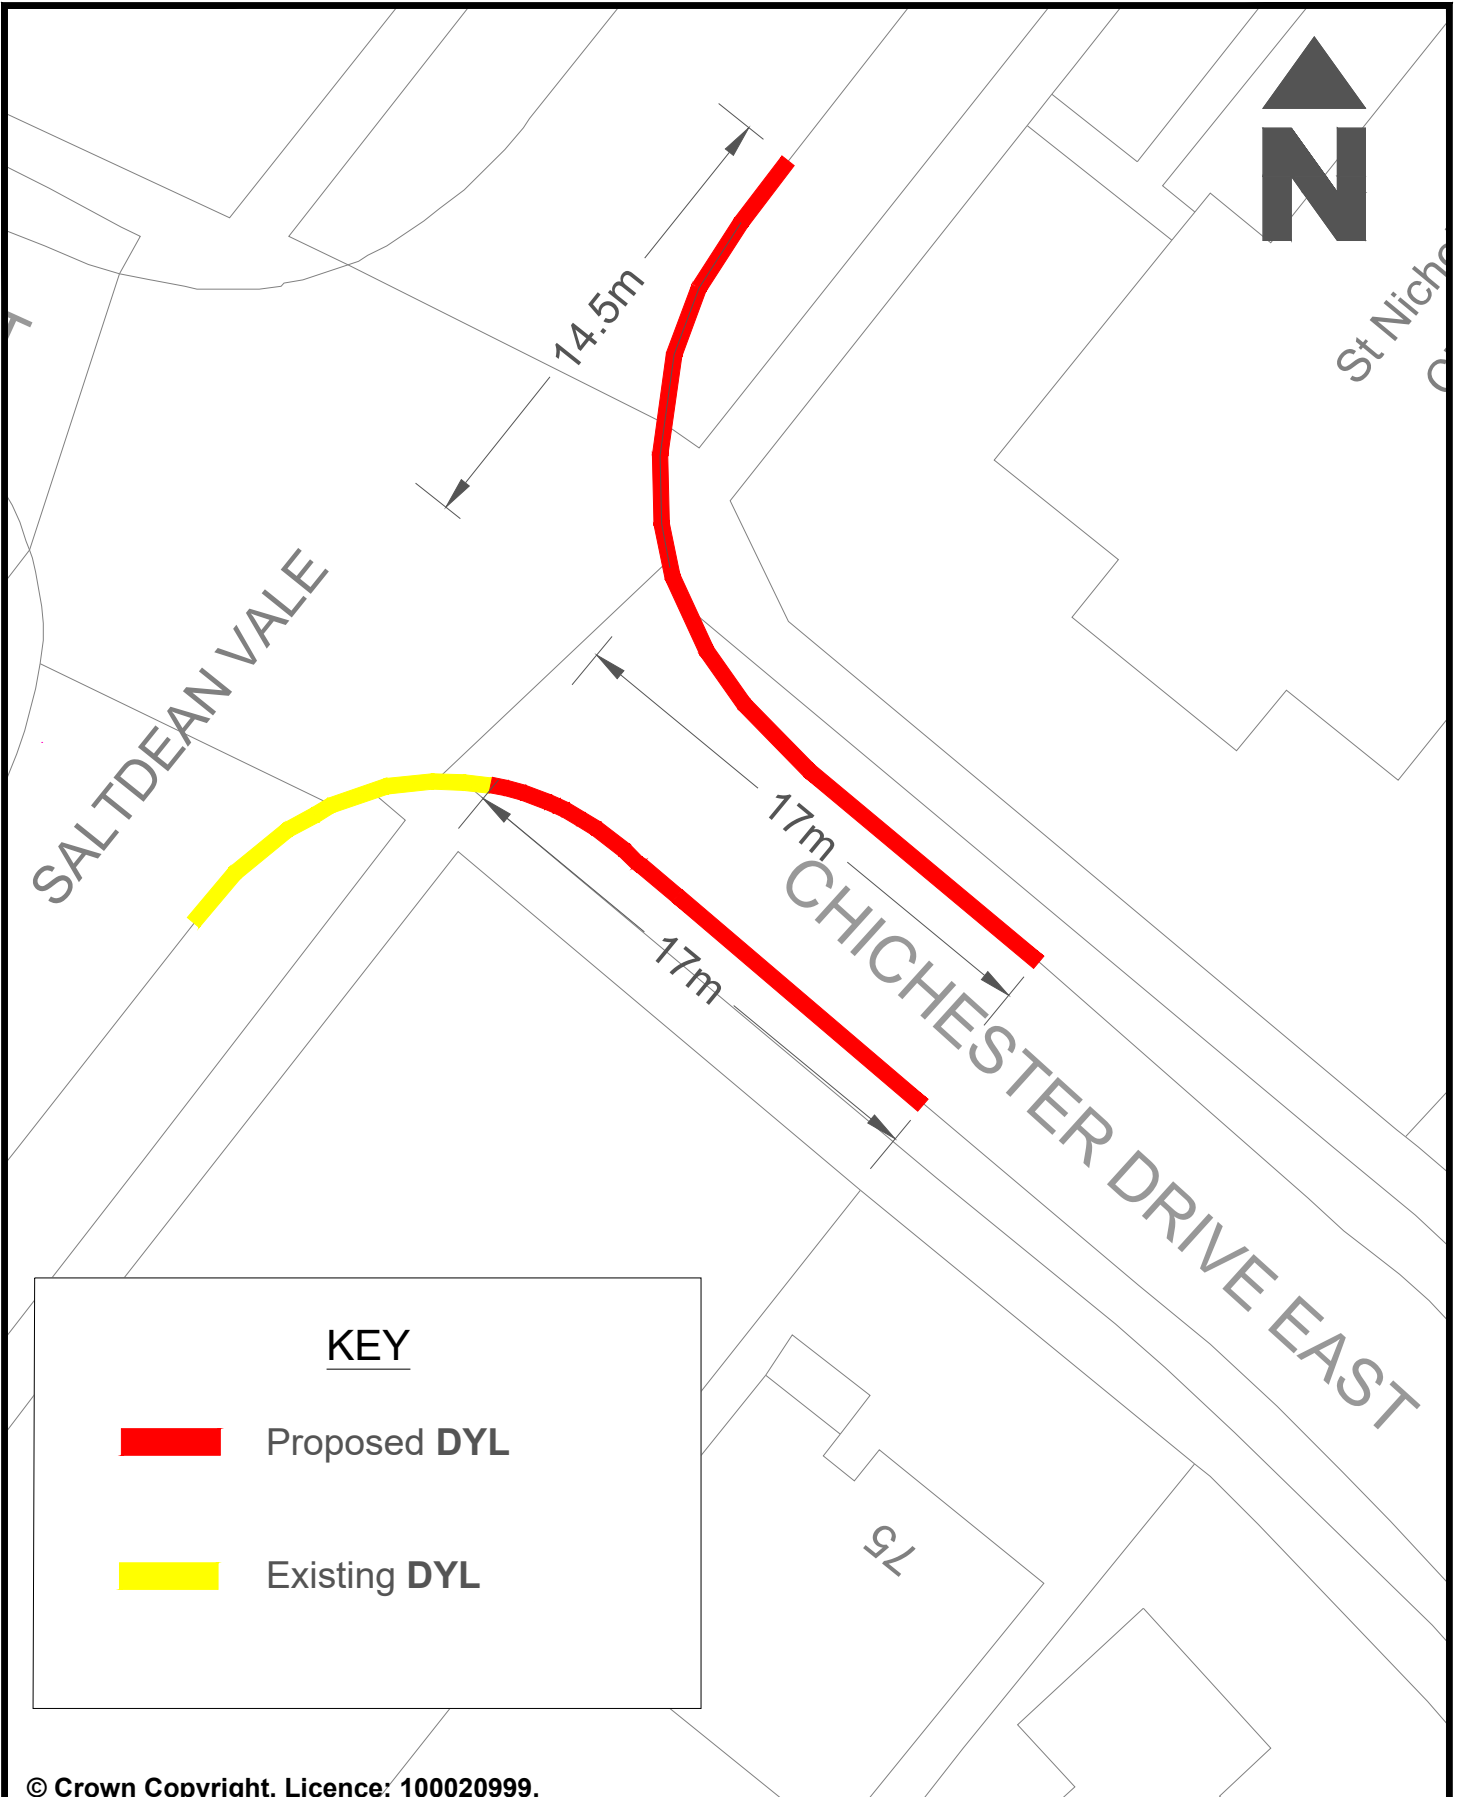 N
14.5m
St Nich
SALTDEAN VALE
17m
17m
CHICHESTER DRIVE EAST
KEY
Proposed DYL
Existing DYL
75
© Crown Copyright. Licence: 100020999.